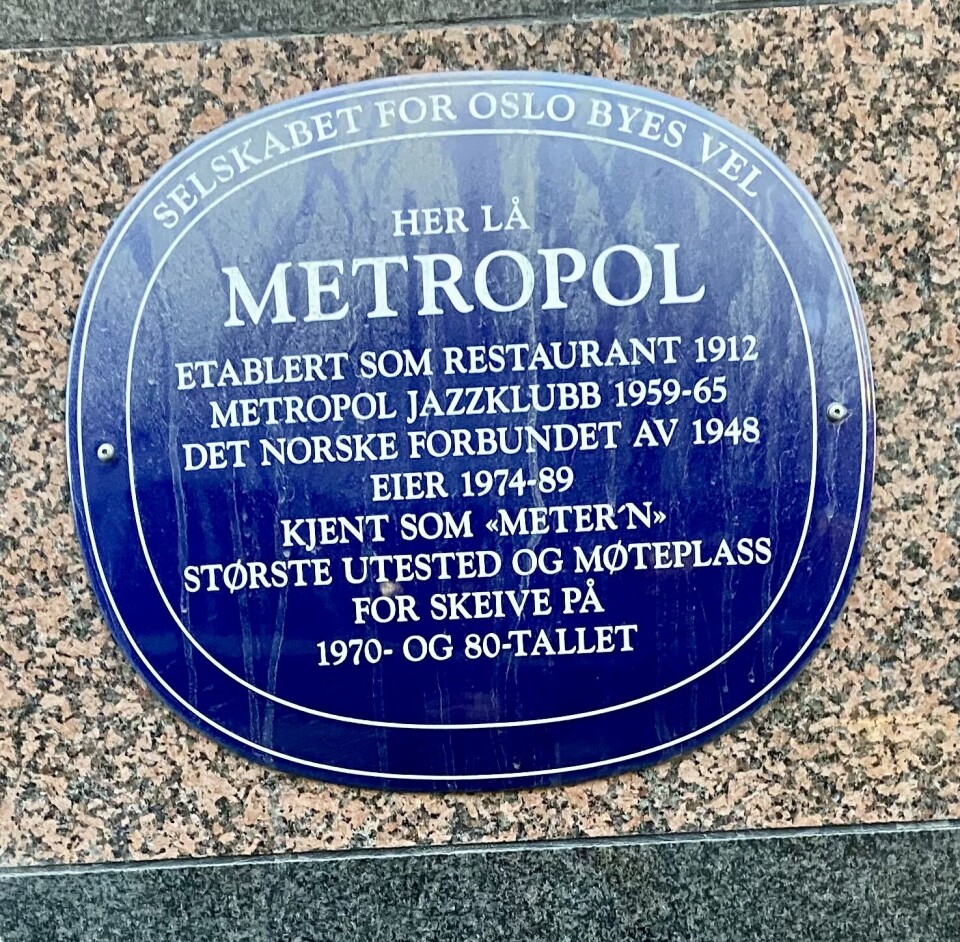 SELSKABET FOR OSLO BYES VEL
HER LÅ
METROPOL
ETABLERT SOM RESTAURANT 1912
METROPOL JAZZKLUBB 1959-65
DET NORSKE FORBUNDET AV 1948
EIER 1974-89
KJENT SOM «METER´N»
STØRSTE UTESTED OG MØTEPLASS
FOR SKEIVE PÅ
1970- OG 80-TALLET